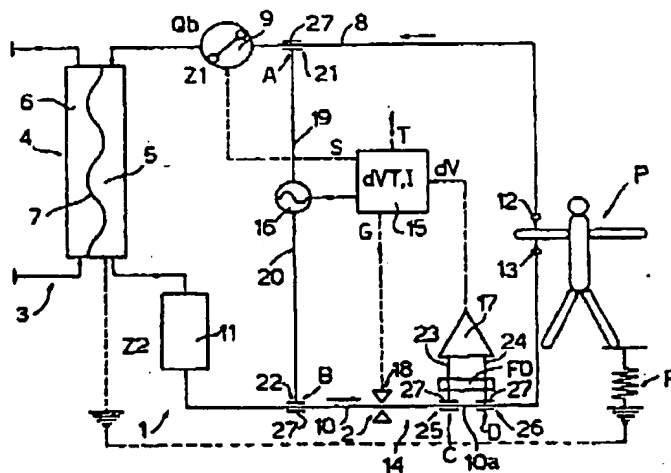 Qb 9 27 8
Z1 A 21
6 4 5 7
19 S T
dVT,I dV
16 15 G
12 P 13
20 17
3 11 Z2
23 24 FD
22 B 18
27 27 R
27 10 2 25 26
1 14 C 10a D